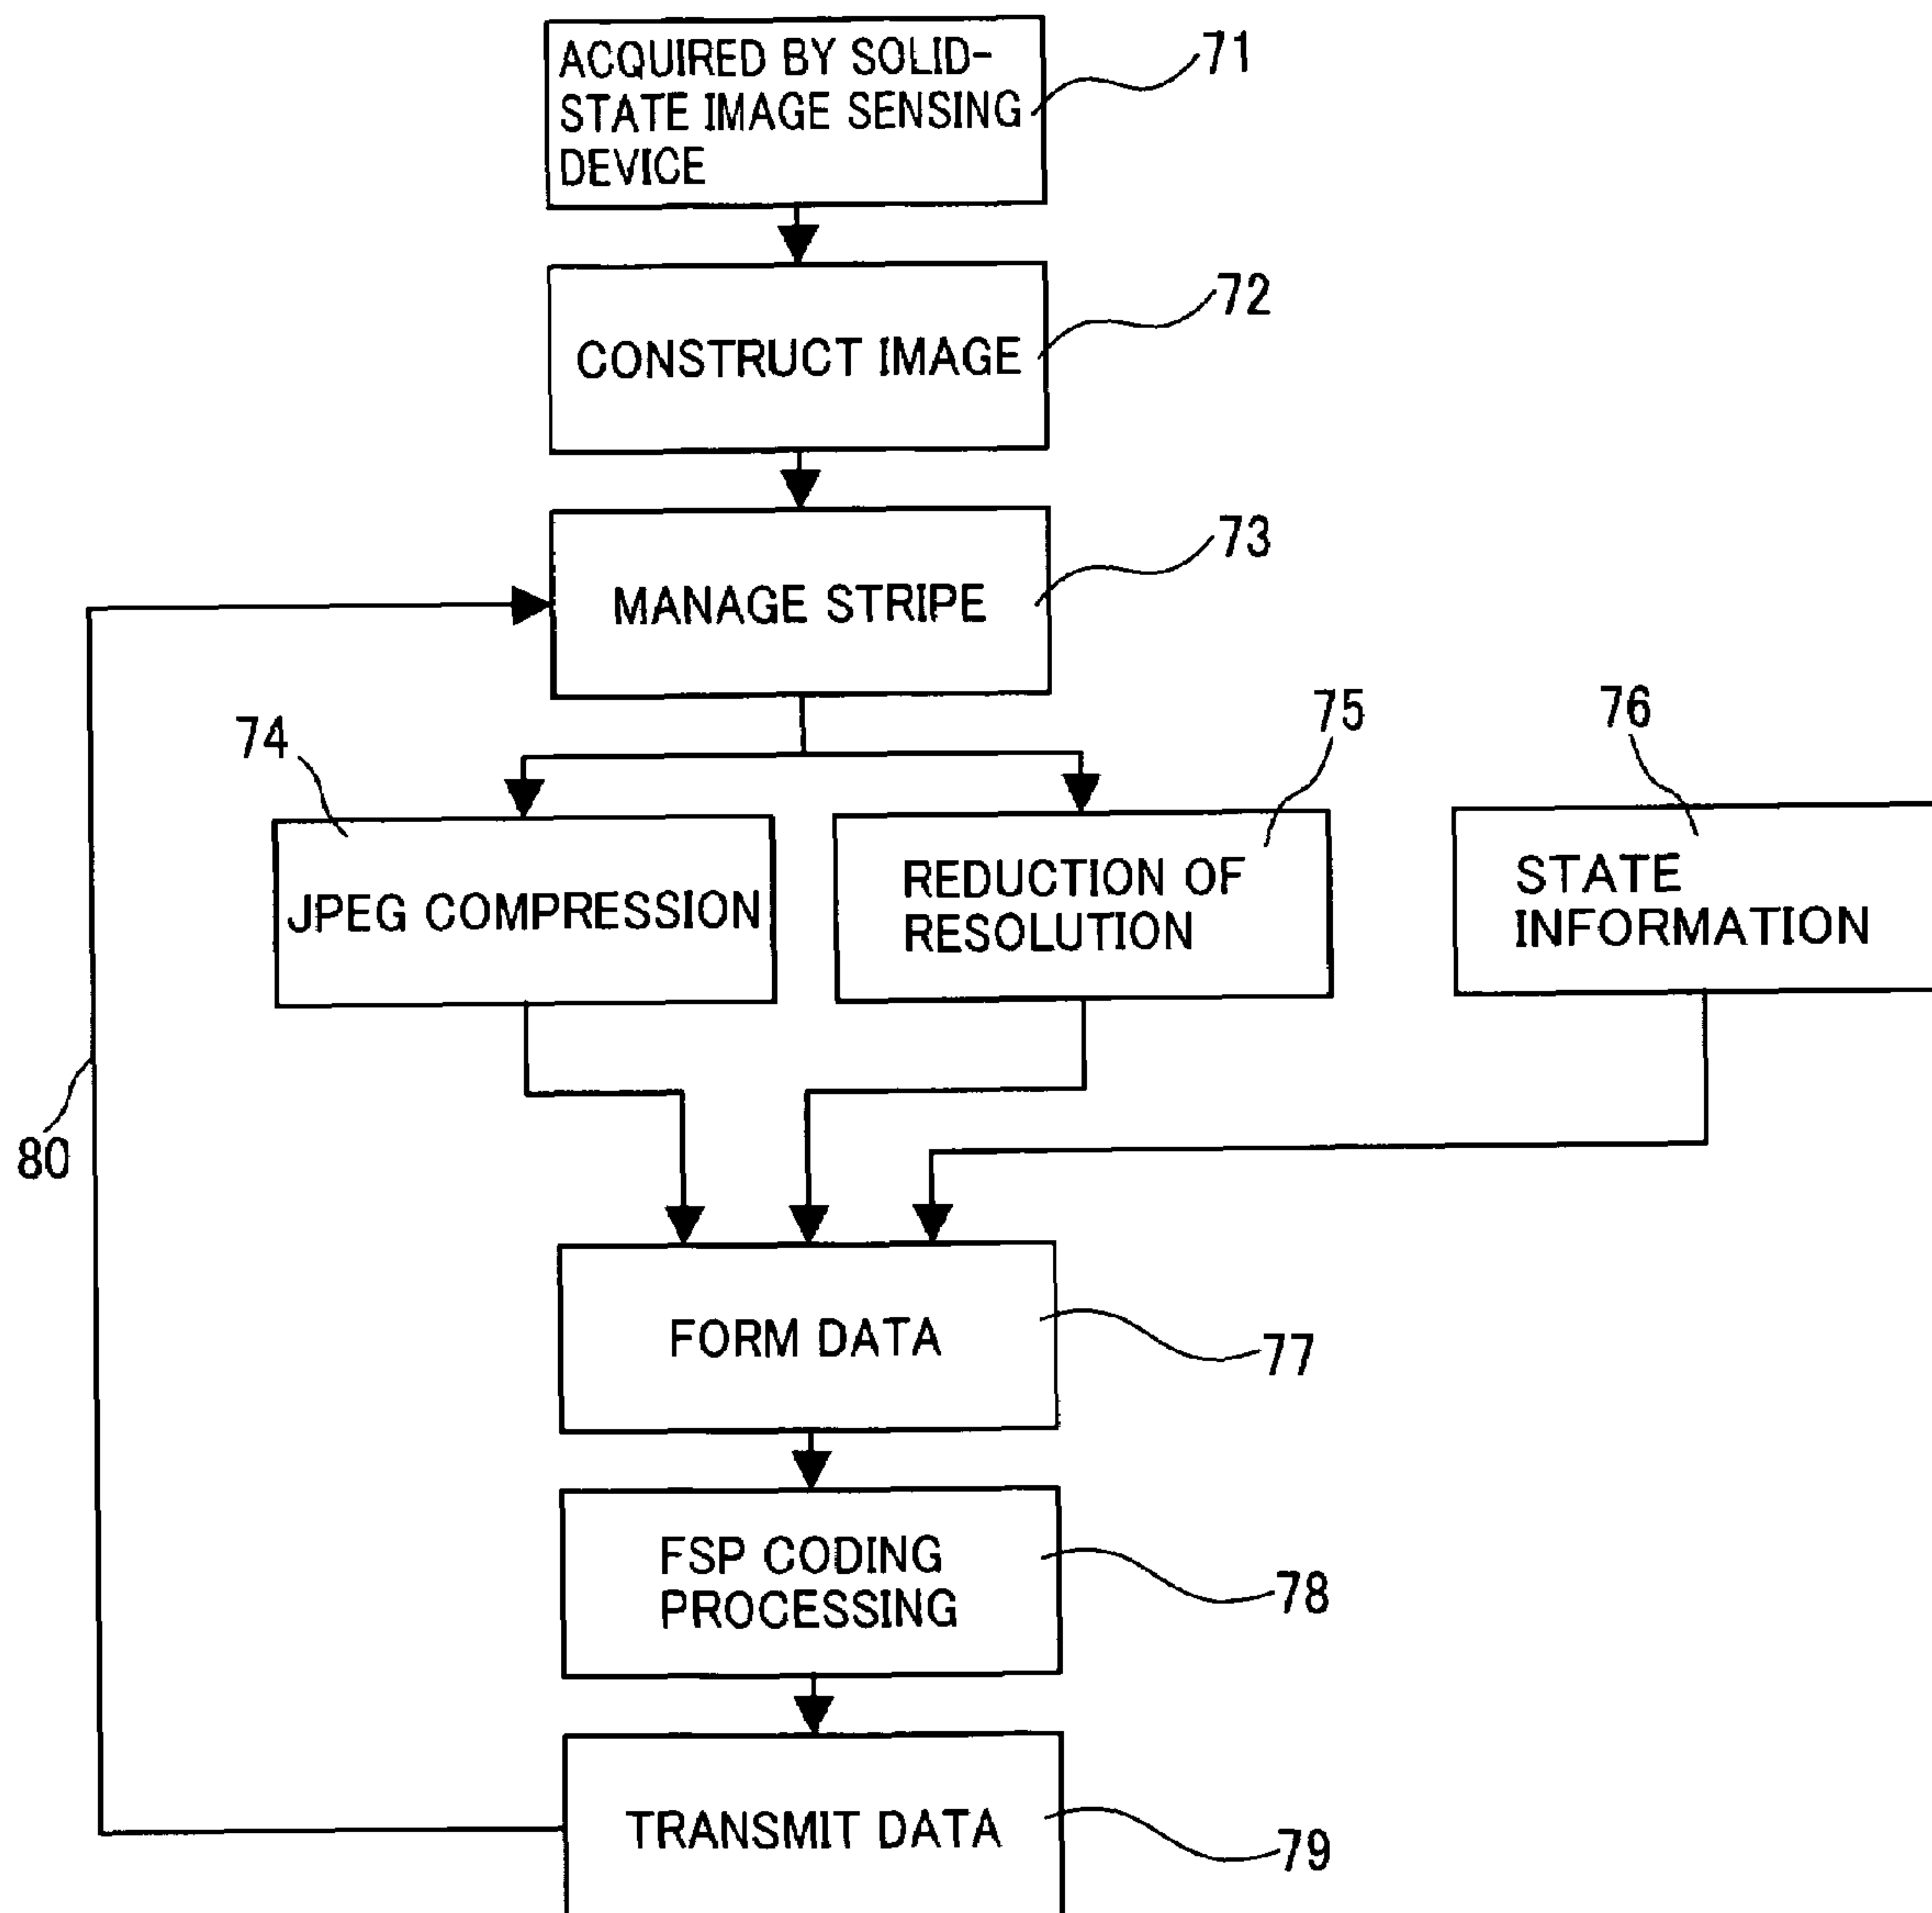 ACQUIRED BY SOLID-
STATE IMAGE SENSING
DEVICE
71
CONSTRUCT IMAGE
72
MANAGE STRIPE
73
74
75
76
JPEG COMPRESSION
REDUCTION OF
RESOLUTION
STATE
INFORMATION
80
FORM DATA
77
FSP CODING
PROCESSING
78
TRANSMIT DATA
79